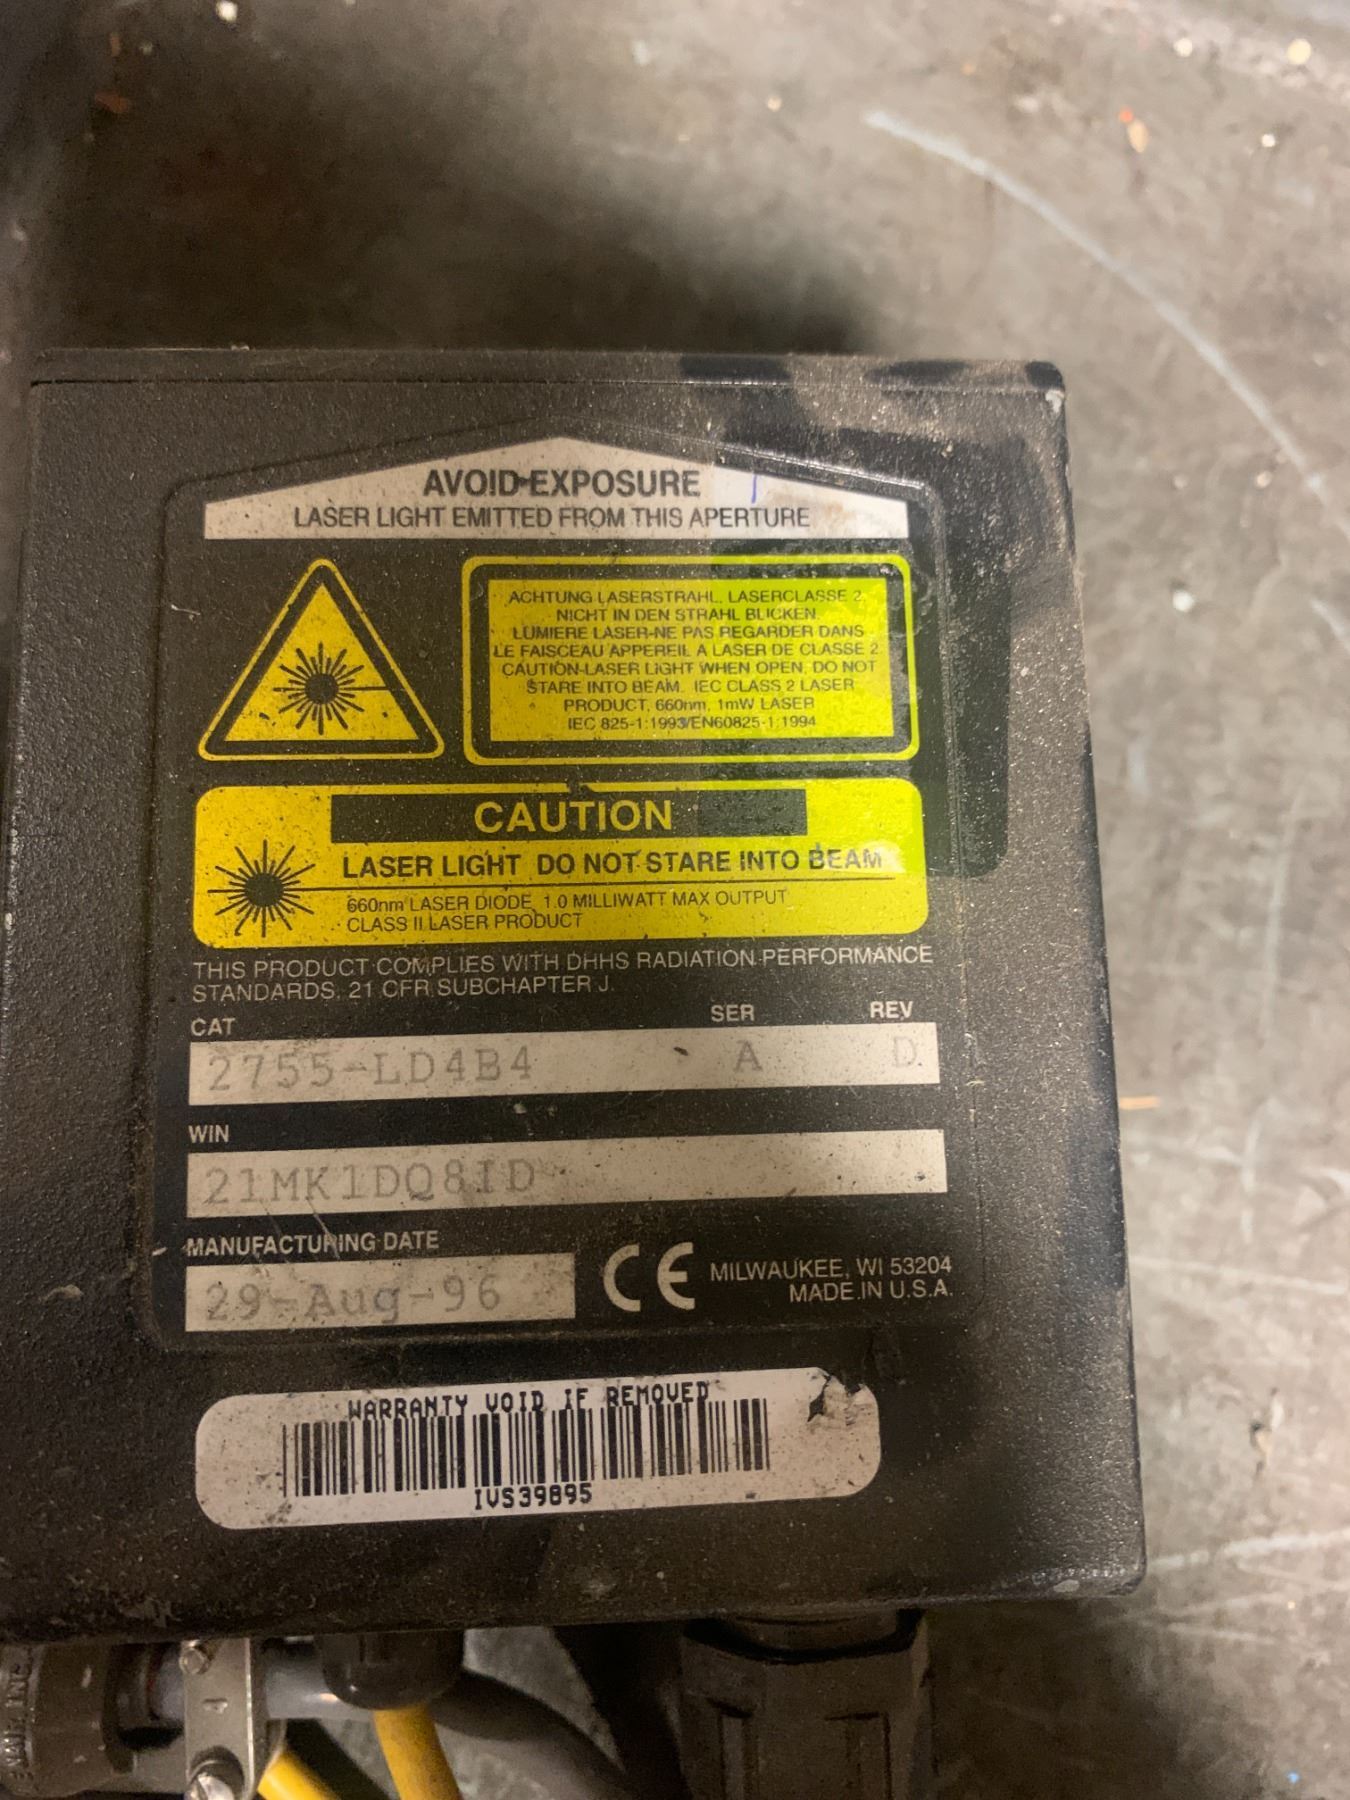 AVOID EXPOSURE
LASER LIGHT EMITTED FROM THIS APERTURE
ACHTUNG LASERSTRAHL, LASERCLASSE 2,
NICHT IN DEN STRAHL BLICKEN.
LUMIERE LASER-NE PAS REGARDER DANS
LE FAISCEAU APPEREIL A LASER DE CLASSE 2.
CAUTION-LASER LIGHT WHEN OPEN, DO NOT
STARE INTO BEAM. IEC CLASS 2 LASER
PRODUCT, 660nm, 1mW LASER
IEC 825-1:1993/EN60825-1:1994
CAUTION
LASER LIGHT DO NOT STARE INTO BEAM
660nm LASER DIODE, 1.0 MILLIWATT MAX OUTPUT
CLASS II LASER PRODUCT
THIS PRODUCT COMPLIES WITH DHHS RADIATION PERFORMANCE
STANDARDS, 21 CFR SUBCHAPTER J.
CAT SER REV
2755-LD4B4 A D
WIN
21MK1DQ8ID
MANUFACTURING DATE
29-Aug-96
CE
MILWAUKEE, WI 53204
MADE IN U.S.A.
WARRANTY VOID IF REMOVED
IVS39895
4